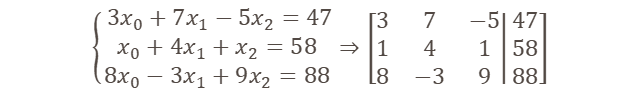 3x₀ + 7x₁ − 5x₂ = 47 [3 7 −5| 47]
{ x₀ + 4x₁ + x₂ = 58 ⇒ [1 4 1 | 58]
8x₀ − 3x₁ + 9x₂ = 88 [8 −3 9 | 88]